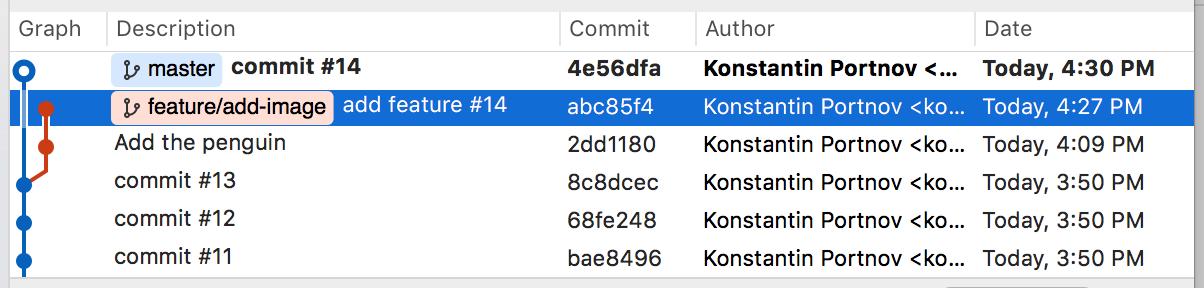 Graph Description Commit Author Date
master commit #14 4e56dfa Konstantin Portnov <... Today, 4:30 PM
feature/add-image add feature #14 abc85f4 Konstantin Portnov <ko... Today, 4:27 PM
Add the penguin 2dd1180 Konstantin Portnov <ko... Today, 4:09 PM
commit #13 8c8dcec Konstantin Portnov <ko... Today, 3:50 PM
commit #12 68fe248 Konstantin Portnov <ko... Today, 3:50 PM
commit #11 bae8496 Konstantin Portnov <ko... Today, 3:50 PM